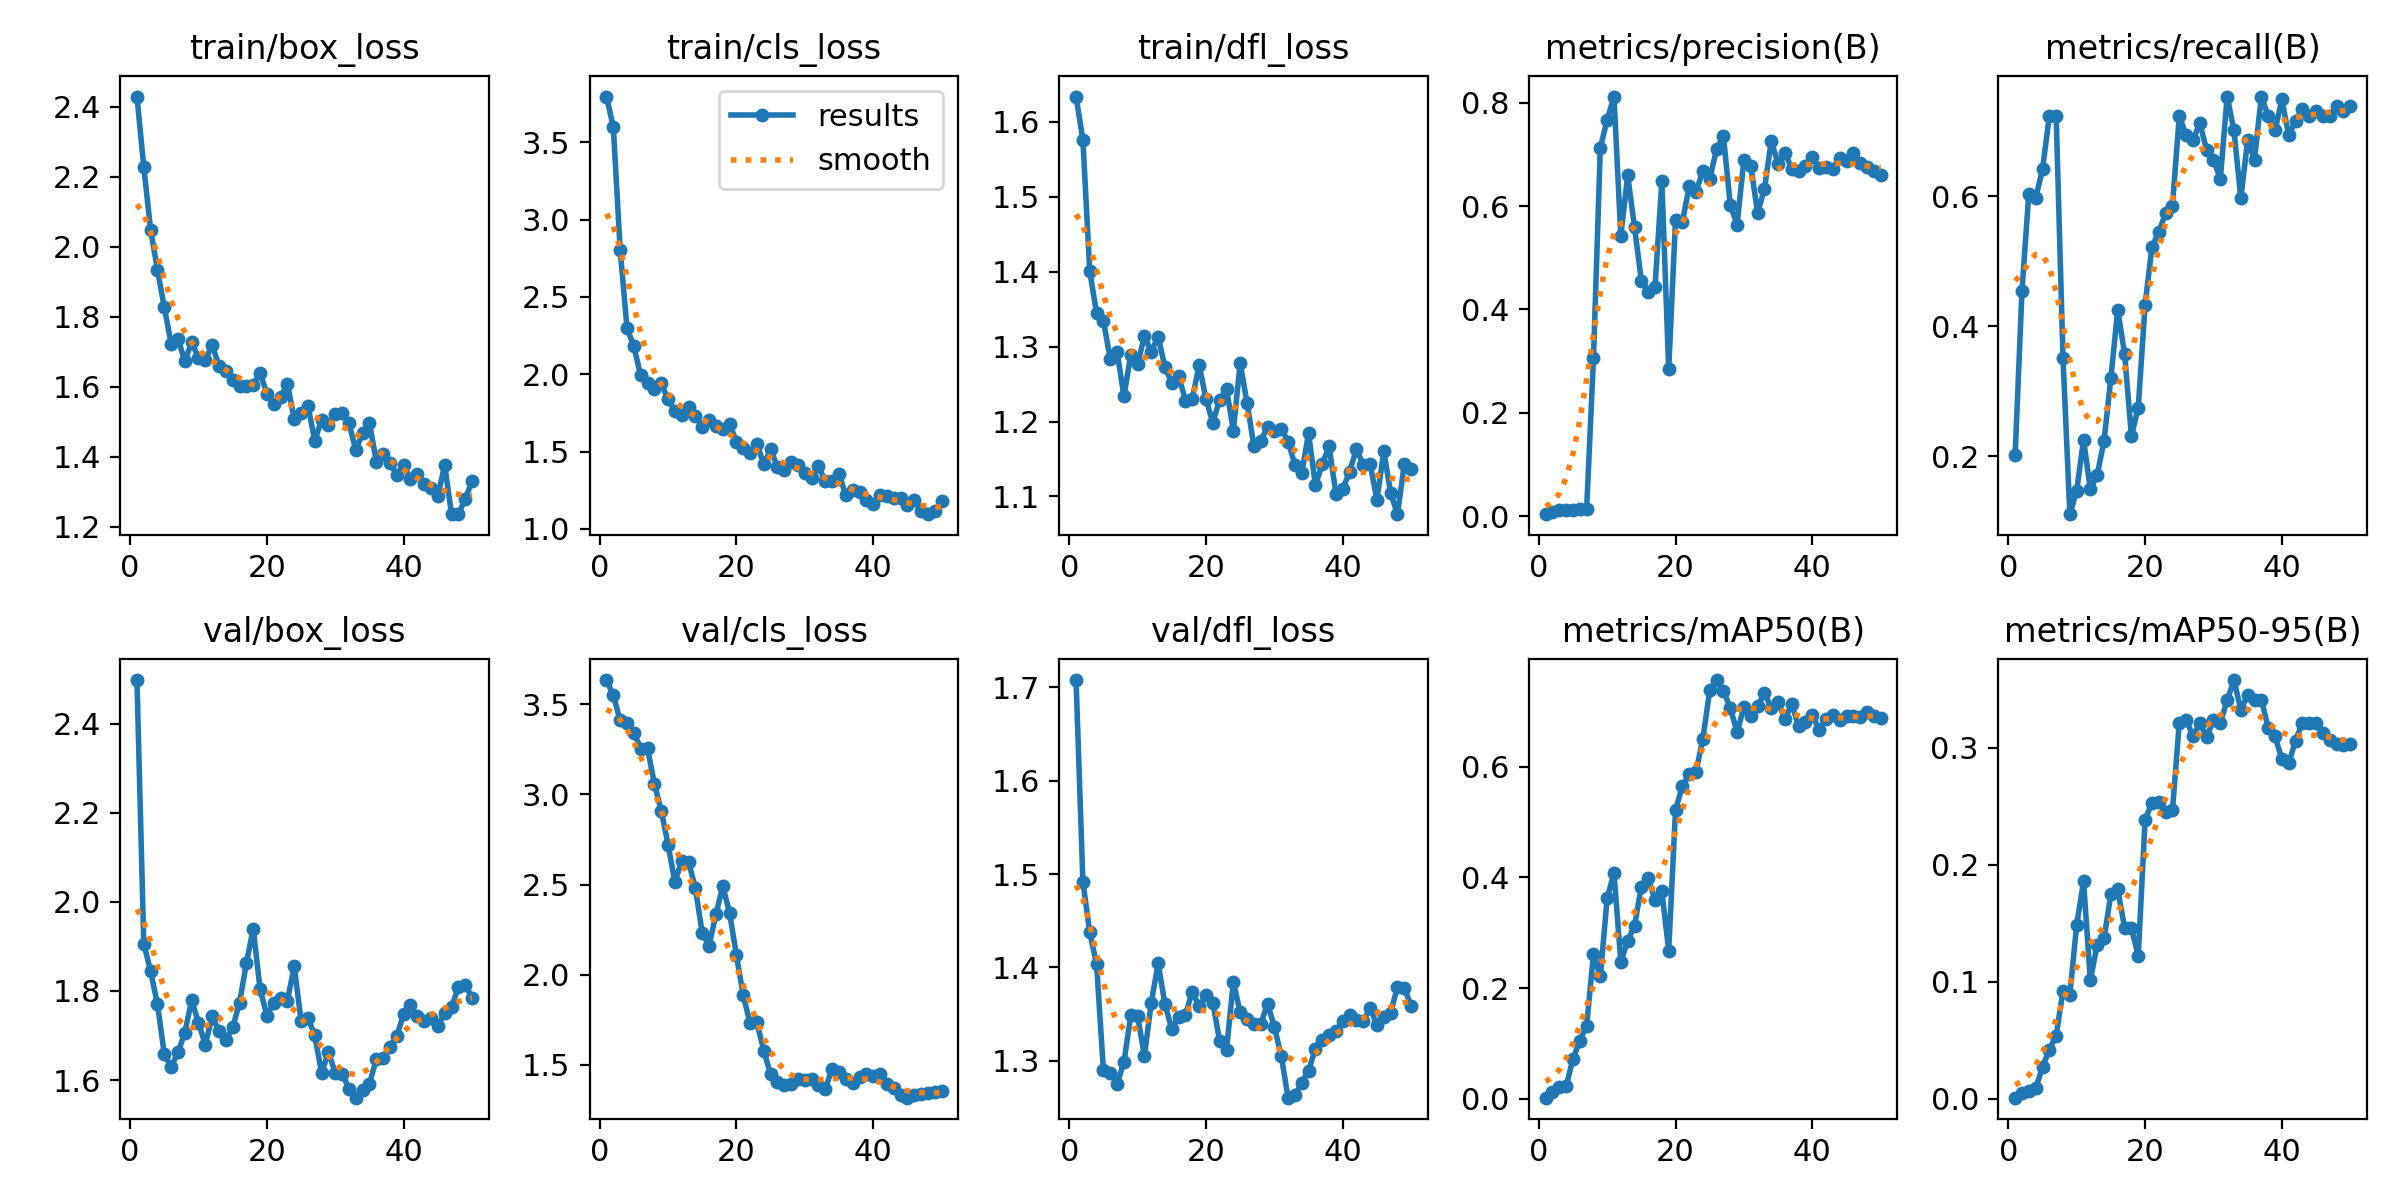 train/box_loss
2.4
2.2
2.0
1.8
1.6
1.4
1.2
0 20 40
train/cls_loss
results
smooth
3.5
3.0
2.5
2.0
1.5
1.0
0 20 40
train/dfl_loss
1.6
1.5
1.4
1.3
1.2
1.1
0 20 40
metrics/precision(B)
0.8
0.6
0.4
0.2
0.0
0 20 40
metrics/recall(B)
0.6
0.4
0.2
0 20 40
val/box_loss
2.4
2.2
2.0
1.8
1.6
0 20 40
val/cls_loss
3.5
3.0
2.5
2.0
1.5
0 20 40
val/dfl_loss
1.7
1.6
1.5
1.4
1.3
0 20 40
metrics/mAP50(B)
0.6
0.4
0.2
0.0
0 20 40
metrics/mAP50-95(B)
0.3
0.2
0.1
0.0
0 20 40